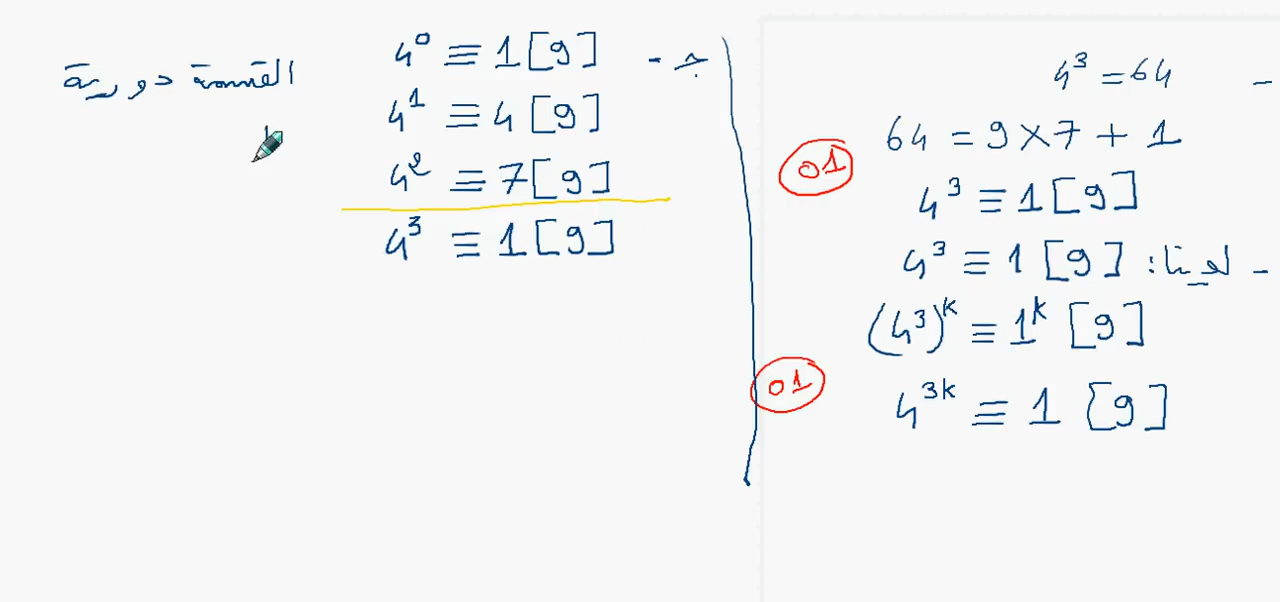 - 4³ = 64
64 = 9 × 7 + 1
01
4³ ≡ 1 [9]
- لدينا: 4³ ≡ 1 [9]
(4³)ᵏ ≡ 1ᵏ [9]
01
4³ᵏ ≡ 1 [9]
ج - 4⁰ ≡ 1 [9]
4¹ ≡ 4 [9]
4² ≡ 7 [9]
4³ ≡ 1 [9]
القسمة دورية